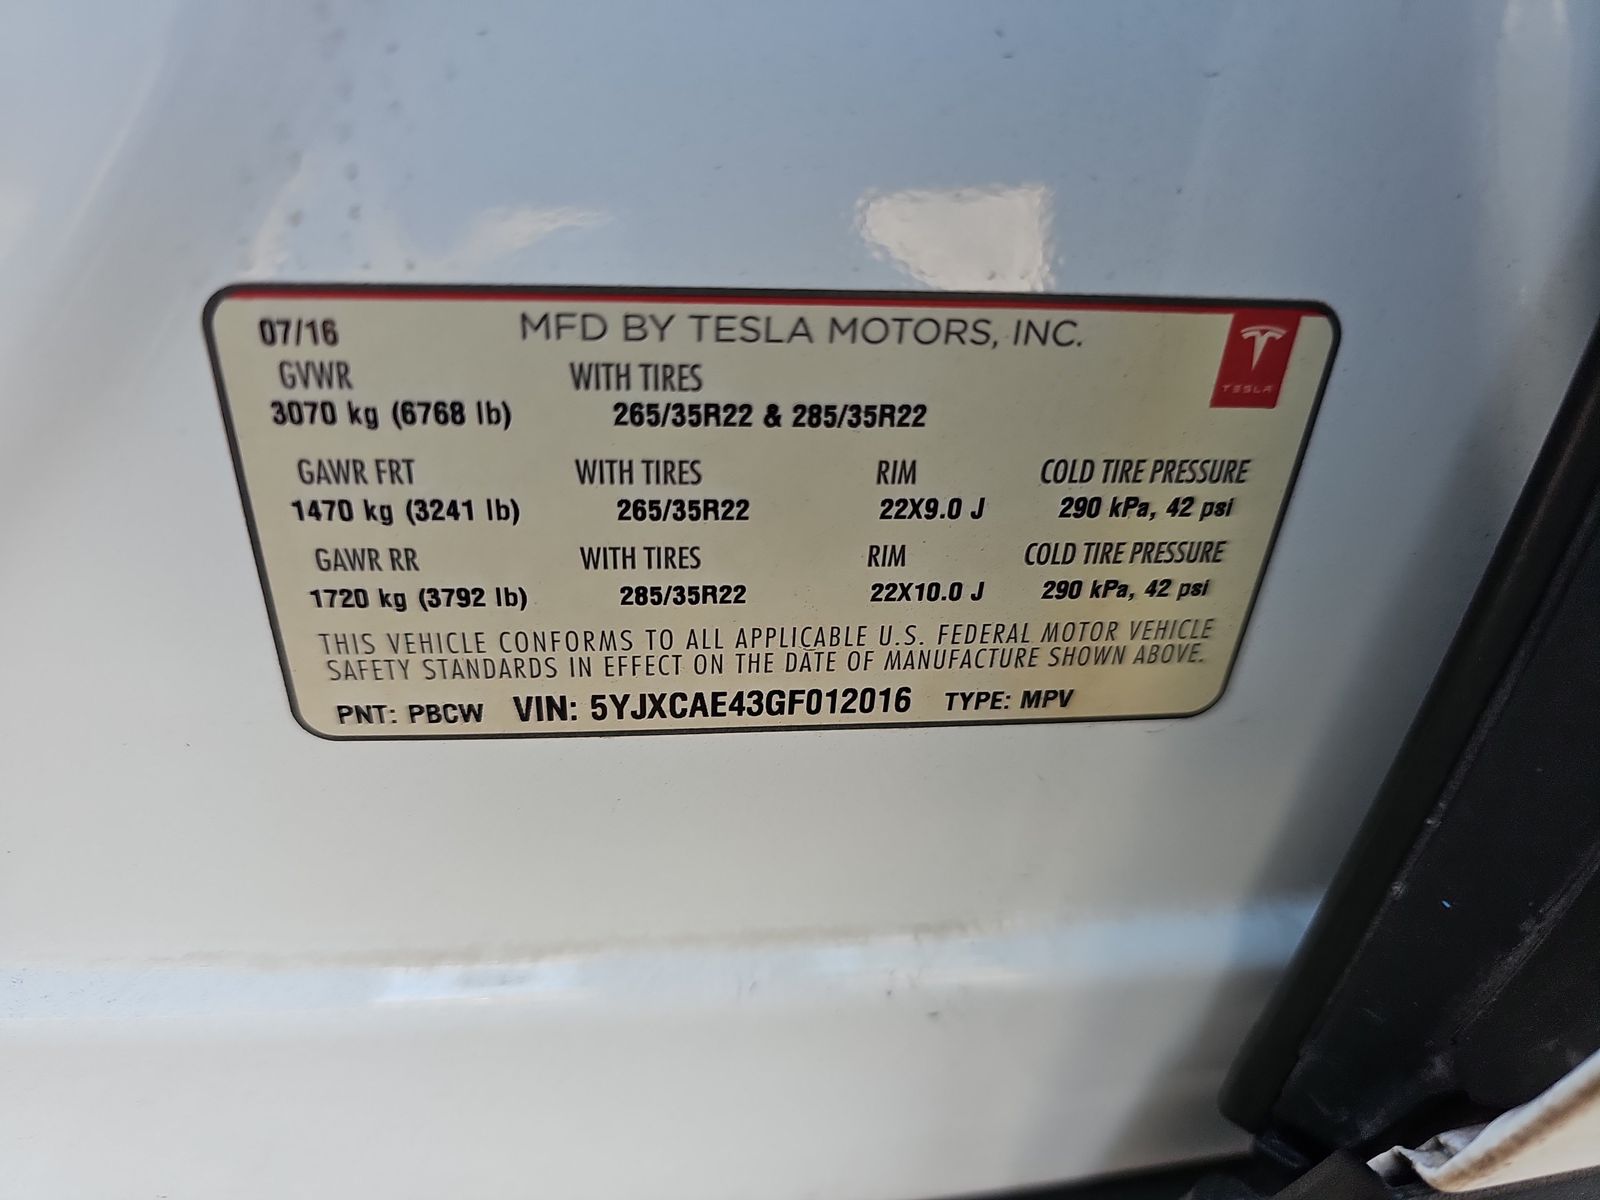 07/16 MFD BY TESLA MOTORS, INC.
TESLA
GVWR WITH TIRES
3070 kg (6768 lb) 265/35R22 & 285/35R22
GAWR FRT WITH TIRES RIM COLD TIRE PRESSURE
1470 kg (3241 lb) 265/35R22 22X9.0 J 290 kPa, 42 psi
GAWR RR WITH TIRES RIM COLD TIRE PRESSURE
1720 kg (3792 lb) 285/35R22 22X10.0 J 290 kPa, 42 psi
THIS VEHICLE CONFORMS TO ALL APPLICABLE U.S. FEDERAL MOTOR VEHICLE
SAFETY STANDARDS IN EFFECT ON THE DATE OF MANUFACTURE SHOWN ABOVE.
PNT: PBCW VIN: 5YJXCAE43GF012016 TYPE: MPV